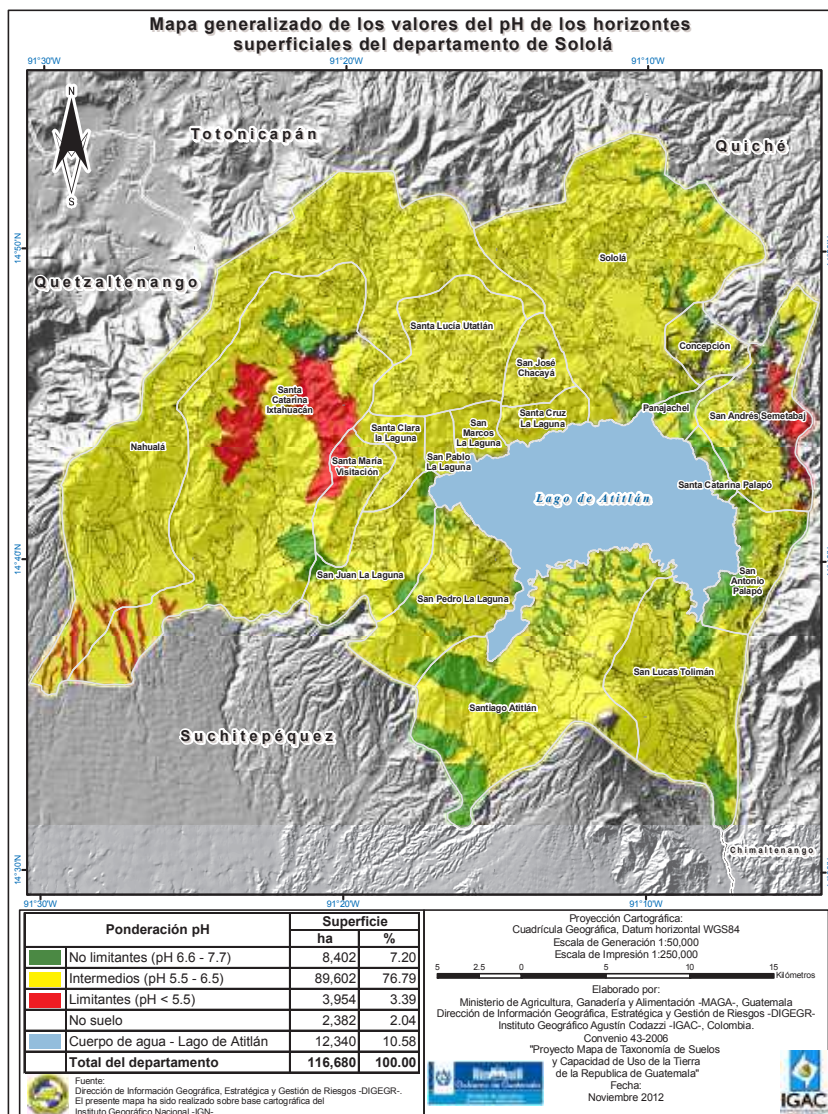 Mapa generalizado de los valores del pH de los horizontes
superficiales del departamento de Sololá
91°30'W
91°20'W
91°10'W
N
S
Totonicapán
Quiché
14°50'N
Quetzaltenango
Sololá
Santa Lucía Utatlán
Concepción
San José
Chacayá
Santa
Catarina
Ixtahuacán
Panajachel
San Andrés Semetabaj
Santa Cruz
La Laguna
Santa Clara
la Laguna
San
Marcos
La Laguna
Nahualá
Santa María
Visitación
San Pablo
La Laguna
Santa Catarina Palapó
Lago de Atitlán
14°40'N
San Juan La Laguna
San
Antonio
Palapó
San Pedro La Laguna
San Lucas Tolimán
Santiago Atitlán
Suchitepéquez
Chimaltenango
14°30'N
91°30'W
91°20'W
91°10'W
Ponderación pH
Superficie
ha %
No limitantes (pH 6.6 - 7.7) 8,402 7.20
Intermedios (pH 5.5 - 6.5) 89,602 76.79
Limitantes (pH < 5.5) 3,954 3.39
No suelo 2,382 2.04
Cuerpo de agua - Lago de Atitlán 12,340 10.58
Total del departamento 116,680 100.00
Fuente:
Dirección de Información Geográfica, Estratégica y Gestión de Riesgos -DIGEGR-.
El presente mapa ha sido realizado sobre base cartográfica del
Instituto Geográfico Nacional -IGN-
Proyección Cartográfica:
Cuadrícula Geográfica, Datum horizontal WGS84
Escala de Generación 1:50,000
Escala de Impresión 1:250,000
5 2.5 0 5 10 15
Kilómetros
Elaborado por:
Ministerio de Agricultura, Ganadería y Alimentación -MAGA-, Guatemala
Dirección de Información Geográfica, Estratégica y Gestión de Riesgos -DIGEGR-
Instituto Geográfico Agustín Codazzi -IGAC-, Colombia.
Convenio 43-2006
"Proyecto Mapa de Taxonomía de Suelos
y Capacidad de Uso de la Tierra
de la Republica de Guatemala"
Fecha:
Noviembre 2012
Gobierno de Guatemala
IGAC